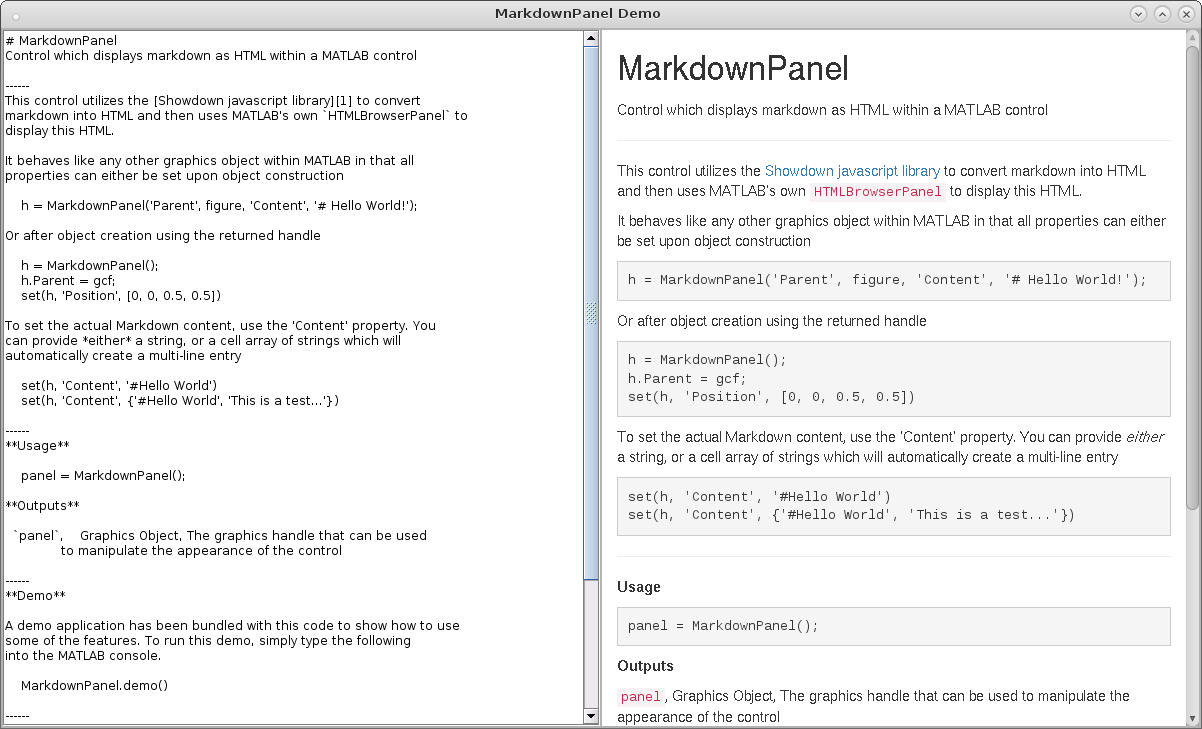 MarkdownPanel Demo
# MarkdownPanel
Control which displays markdown as HTML within a MATLAB control
------
This control utilizes the [Showdown javascript library][1] to convert
markdown into HTML and then uses MATLAB's own `HTMLBrowserPanel` to
display this HTML.
It behaves like any other graphics object within MATLAB in that all
properties can either be set upon object construction
h = MarkdownPanel('Parent', figure, 'Content', '# Hello World!');
Or after object creation using the returned handle
h = MarkdownPanel();
h.Parent = gcf;
set(h, 'Position', [0, 0, 0.5, 0.5])
To set the actual Markdown content, use the 'Content' property. You
can provide *either* a string, or a cell array of strings which will
automatically create a multi-line entry
set(h, 'Content', '#Hello World')
set(h, 'Content', {'#Hello World', 'This is a test...'})
------
**Usage**
panel = MarkdownPanel();
**Outputs**
`panel`,    Graphics Object, The graphics handle that can be used
to manipulate the appearance of the control
------
**Demo**
A demo application has been bundled with this code to show how to use
some of the features. To run this demo, simply type the following
into the MATLAB console.
MarkdownPanel.demo()
------
MarkdownPanel
Control which displays markdown as HTML within a MATLAB control
This control utilizes the Showdown javascript library to convert markdown into HTML
and then uses MATLAB's own HTMLBrowserPanel to display this HTML.
It behaves like any other graphics object within MATLAB in that all properties can either
be set upon object construction
h = MarkdownPanel('Parent', figure, 'Content', '# Hello World!');
Or after object creation using the returned handle
h = MarkdownPanel();
h.Parent = gcf;
set(h, 'Position', [0, 0, 0.5, 0.5])
To set the actual Markdown content, use the 'Content' property. You can provide either
a string, or a cell array of strings which will automatically create a multi-line entry
set(h, 'Content', '#Hello World')
set(h, 'Content', {'#Hello World', 'This is a test...'})
Usage
panel = MarkdownPanel();
Outputs
panel, Graphics Object, The graphics handle that can be used to manipulate the
appearance of the control